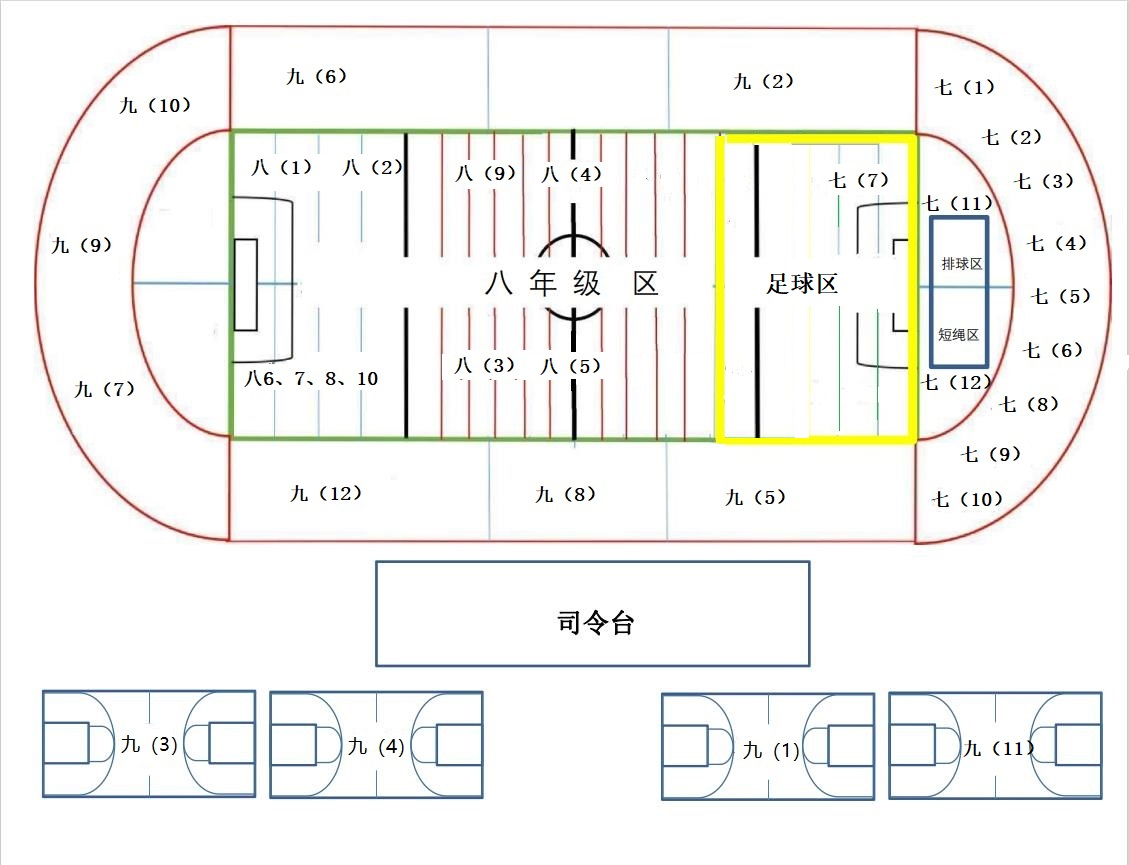 九（6）
九（2）
七（1）
九（10）
七（2）
八（1）
八（2）
八（9）
八（4）
七（7）
七（3）
七（11）
九（9）
七（4）
排球区
八 年 级 区
足球区
七（5）
短绳区
七（6）
八（3）
八（5）
八6、7、8、10
七（12）
九（7）
七（8）
七（9）
九（12）
九（8）
九（5）
七（10）
司令台
九（3）
九（4）
九（1）
九（11）